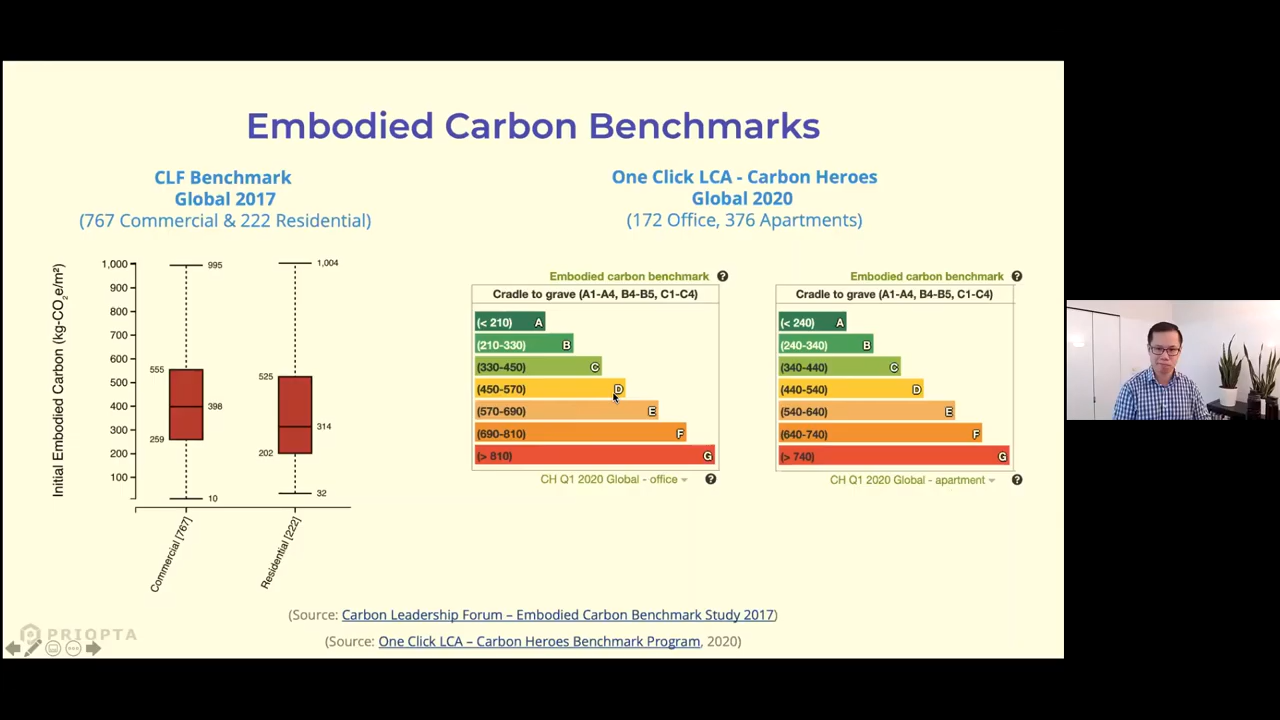 Embodied Carbon Benchmarks
CLF Benchmark
Global 2017
(767 Commercial & 222 Residential)
One Click LCA - Carbon Heroes
Global 2020
(172 Office, 376 Apartments)
Initial Embodied Carbon (kg-CO2e/m²)
1,000
900
800
700
600
500
400
300
200
100
995
555
398
259
10
1,004
525
314
202
32
Commercial [767]
Residential [222]
Embodied carbon benchmark ?
Cradle to grave (A1-A4, B4-B5, C1-C4)
(< 210) A
(210-330) B
(330-450) C
(450-570) D
(570-690) E
(690-810) F
(> 810) G
CH Q1 2020 Global - office ?
Embodied carbon benchmark ?
Cradle to grave (A1-A4, B4-B5, C1-C4)
(< 240) A
(240-340) B
(340-440) C
(440-540) D
(540-640) E
(640-740) F
(> 740) G
CH Q1 2020 Global - apartment ?
(Source: Carbon Leadership Forum – Embodied Carbon Benchmark Study 2017)
(Source: One Click LCA – Carbon Heroes Benchmark Program, 2020)
PRIOPTA